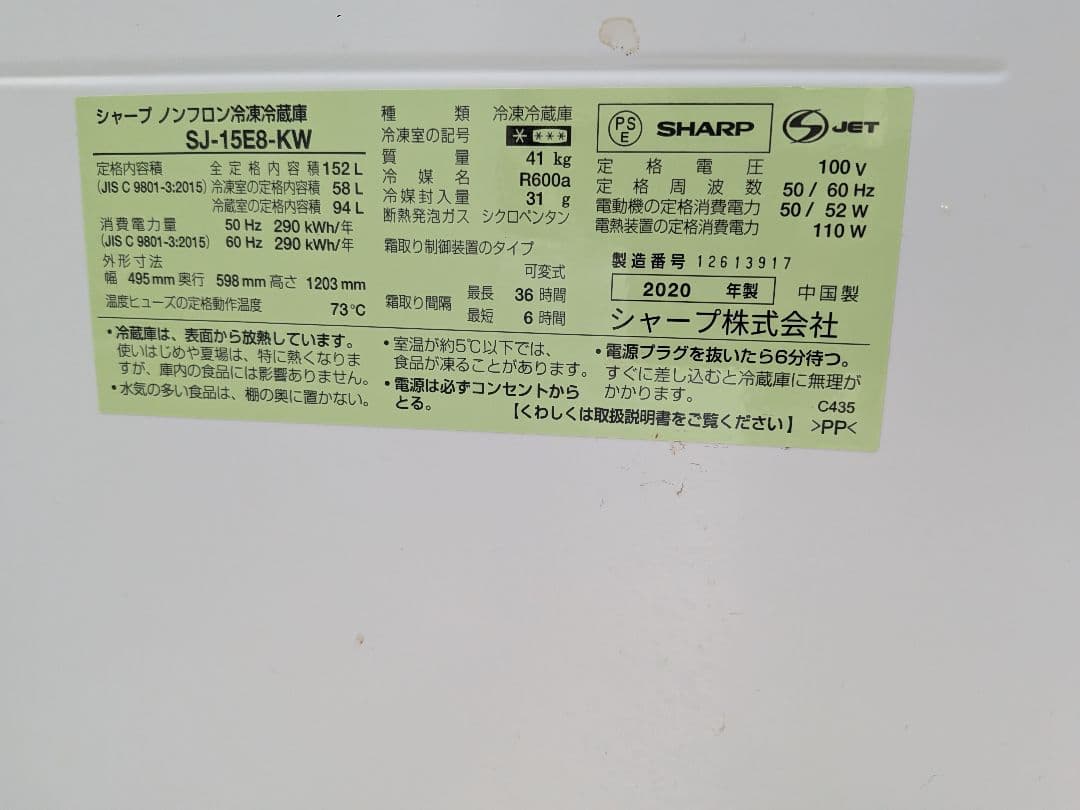 シャープ ノンフロン冷凍冷蔵庫
SJ-15E8-KW
定格内容積 全定格内容積 152 L
(JIS C 9801-3:2015) 冷凍室の定格内容積 58 L
冷蔵室の定格内容積 94 L
消費電力量 50 Hz 290 kWh/年
(JIS C 9801-3:2015) 60 Hz 290 kWh/年
外形寸法
幅 495 mm 奥行 598 mm 高さ 1203 mm
温度ヒューズの定格動作温度 73 °C
種類 冷凍冷蔵庫
冷凍室の記号 * ***
質量 41 kg
冷媒名 R600a
冷媒封入量 31 g
断熱発泡ガス シクロペンタン
霜取り制御装置のタイプ
可変式
霜取り間隔 最長 36 時間
最短 6 時間
PS
E
SHARP
S JET
定格電圧 100 V
定格周波数 50 / 60 Hz
電動機の定格消費電力 50 / 52 W
電熱装置の定格消費電力 110 W
製造番号 12613917
2020 年製 中国製
シャープ株式会社
・冷蔵庫は、表面から放熱しています。
使いはじめや夏場は、特に熱くなりま
すが、庫内の食品には影響ありません。
・水気の多い食品は、棚の奥に置かない。
・室温が約5℃以下では、
食品が凍ることがあります。
・電源は必ずコンセントから
とる。
・電源プラグを抜いたら6分待つ。
すぐに差し込むと冷蔵庫に無理が
かかります。
C435
【くわしくは取扱説明書をご覧ください】 >PP<